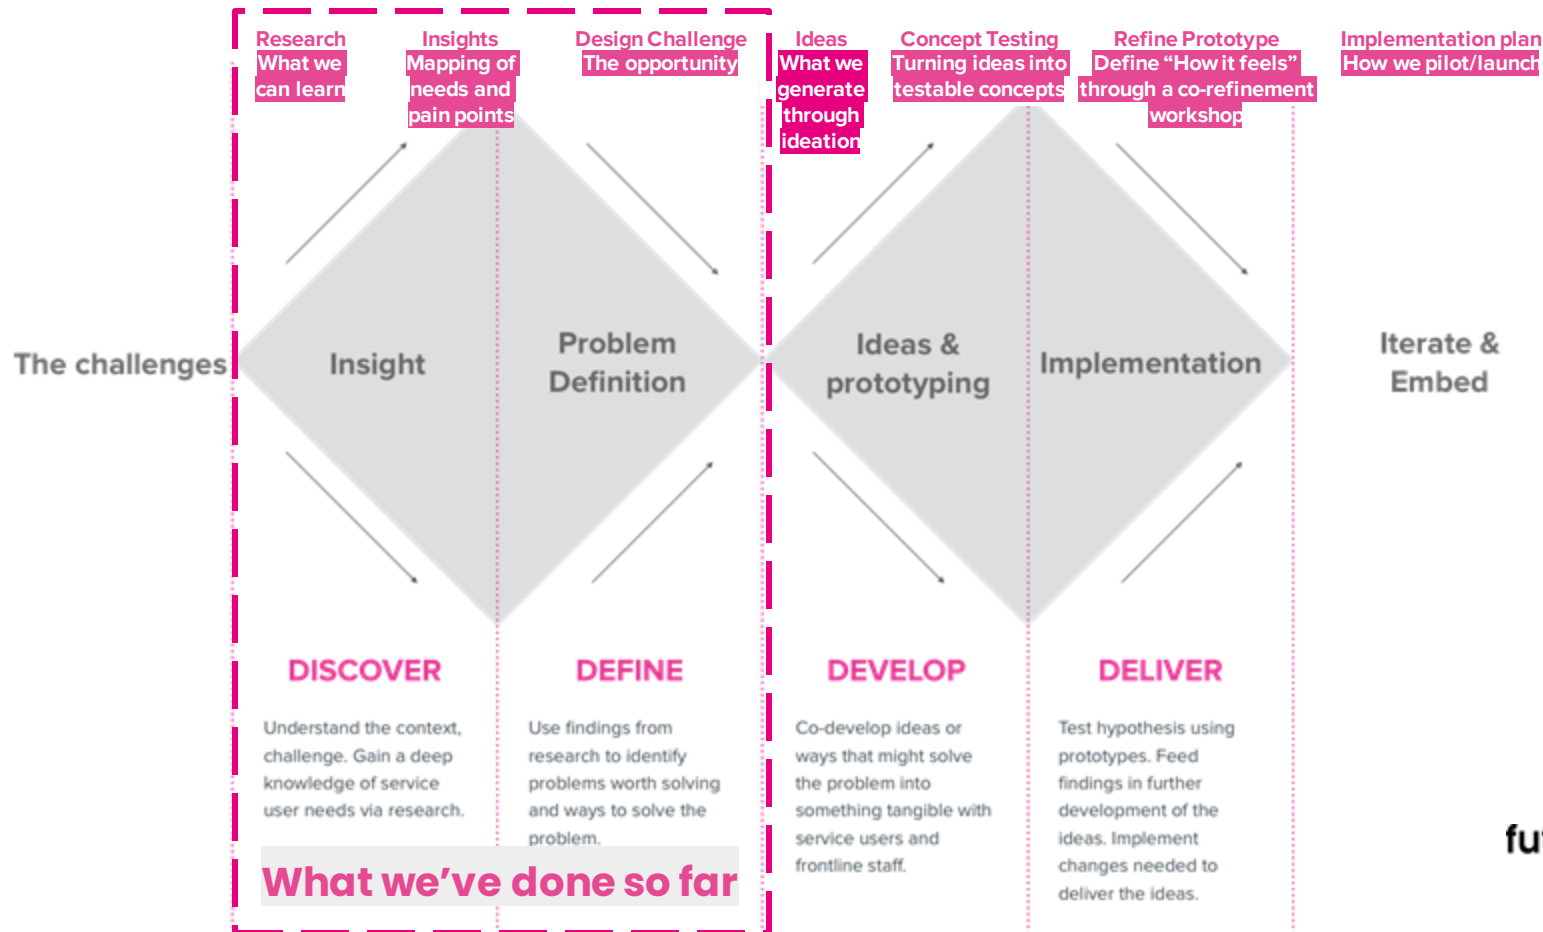 Research
What we
can learn
Insights
Mapping of
needs and
pain points
Design Challenge
The opportunity
Ideas
What we
generate
through
ideation
Concept Testing
Turning ideas into
testable concepts
Refine Prototype
Define “How it feels”
through a co-refinement
workshop
Implementation plan
How we pilot/launch
The challenges
Insight
Problem
Definition
Ideas &
prototyping
Implementation
Iterate &
Embed
DISCOVER
Understand the context,
challenge. Gain a deep
knowledge of service
user needs via research.
DEFINE
Use findings from
research to identify
problems worth solving
and ways to solve the
problem.
DEVELOP
Co-develop ideas or
ways that might solve
the problem into
something tangible with
service users and
frontline staff.
DELIVER
Test hypothesis using
prototypes. Feed
findings in further
development of the
ideas. Implement
changes needed to
deliver the ideas.
What we’ve done so far